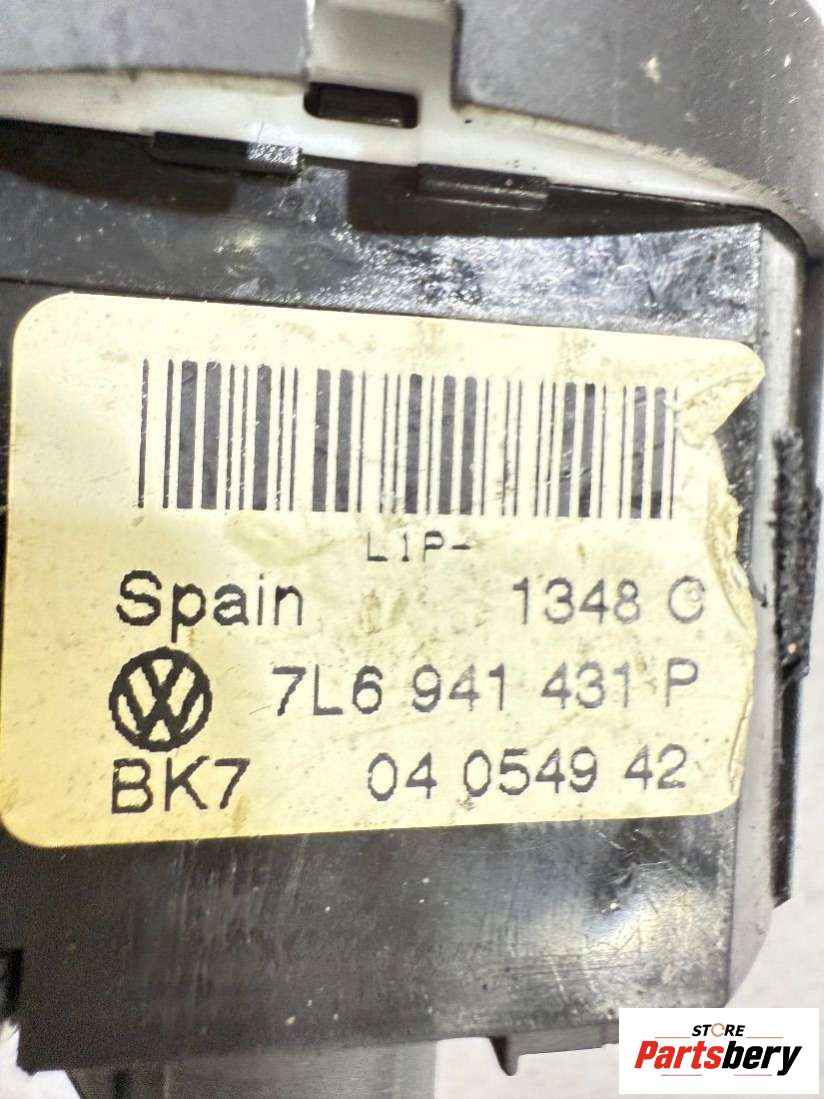 L1P-
Spain 1348 C
7L6 941 431 P
BK7 04 0549 42
STORE
Partsbery